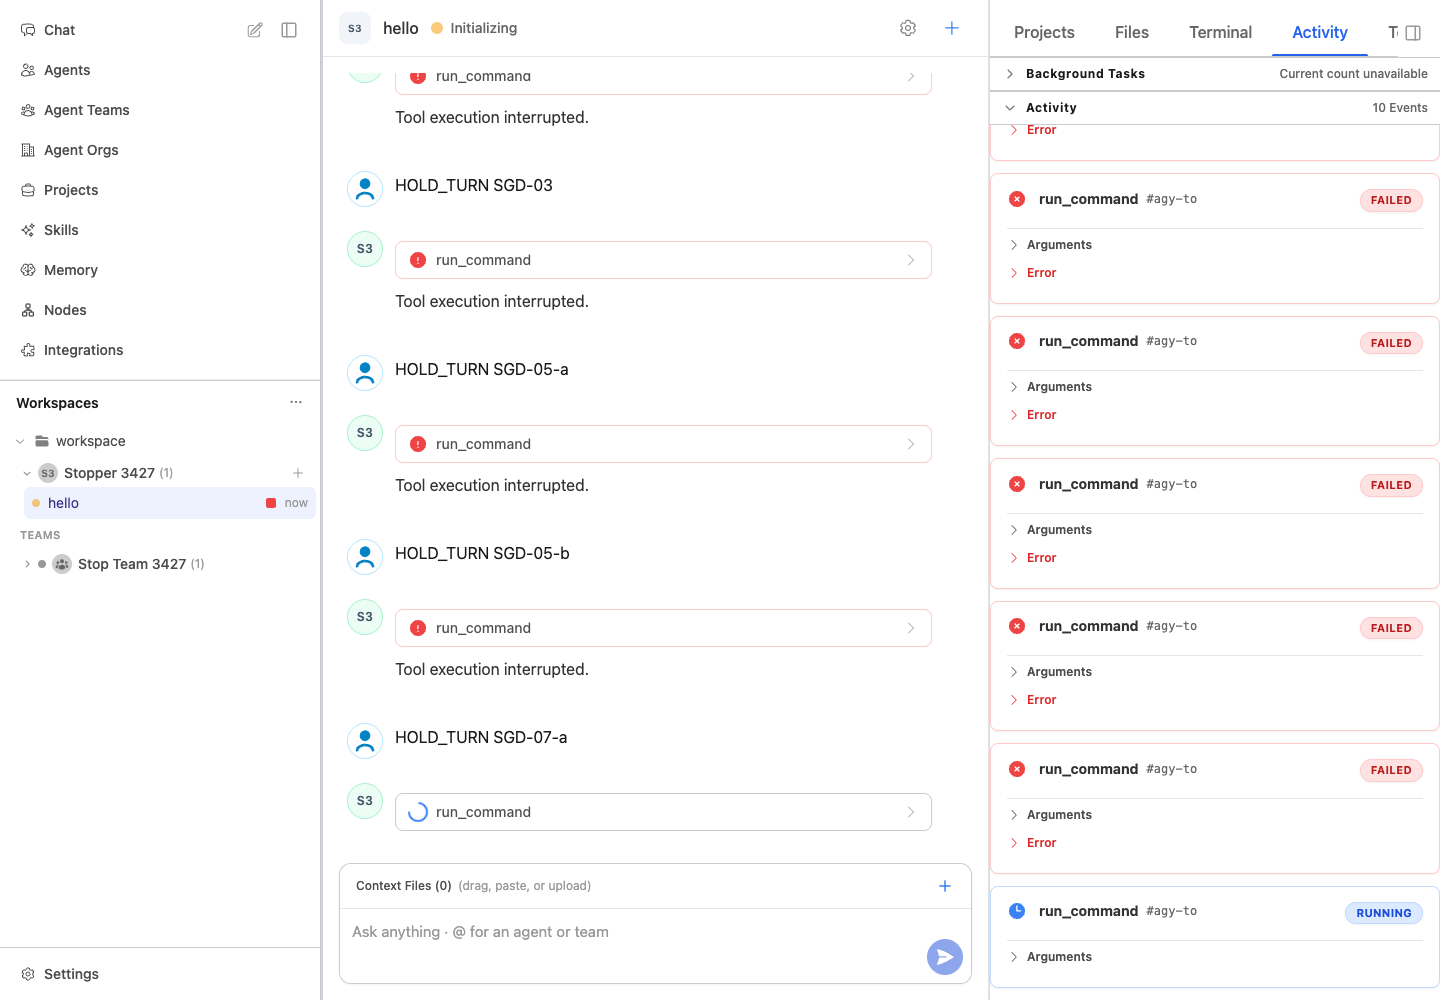 Chat
Agents
Agent Teams
Agent Orgs
Projects
Skills
Memory
Nodes
Integrations
Workspaces
workspace
S3 Stopper 3427 (1)
hello now
TEAMS
Stop Team 3427 (1)
Settings
S3 hello Initializing
run_command
Tool execution interrupted.
HOLD_TURN SGD-03
S3 run_command
Tool execution interrupted.
HOLD_TURN SGD-05-a
S3 run_command
Tool execution interrupted.
HOLD_TURN SGD-05-b
S3 run_command
Tool execution interrupted.
HOLD_TURN SGD-07-a
S3 run_command
Context Files (0) (drag, paste, or upload)
Ask anything · @ for an agent or team
Projects Files Terminal Activity
Background Tasks Current count unavailable
Activity 10 Events
Error
run_command #agy-to FAILED
Arguments
Error
run_command #agy-to FAILED
Arguments
Error
run_command #agy-to FAILED
Arguments
Error
run_command #agy-to FAILED
Arguments
Error
run_command #agy-to FAILED
Arguments
Error
run_command #agy-to RUNNING
Arguments